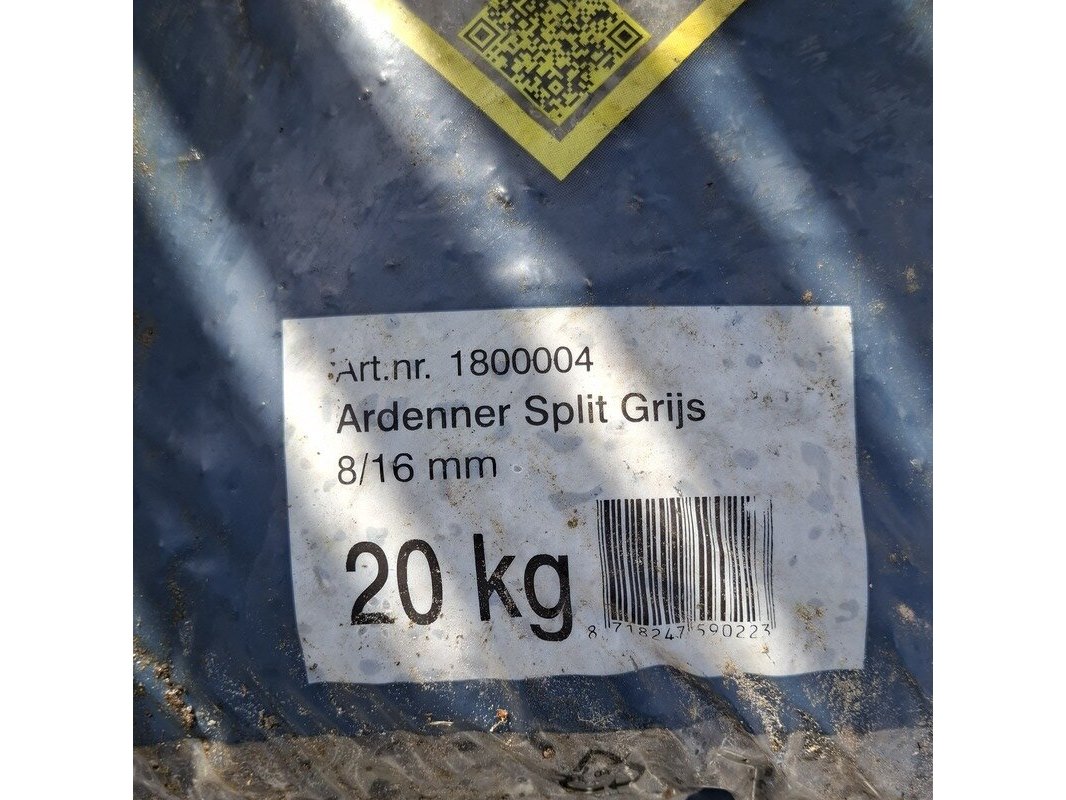 Art.nr. 1800004
Ardenner Split Grijs
8/16 mm
20 kg
8 718247 590223